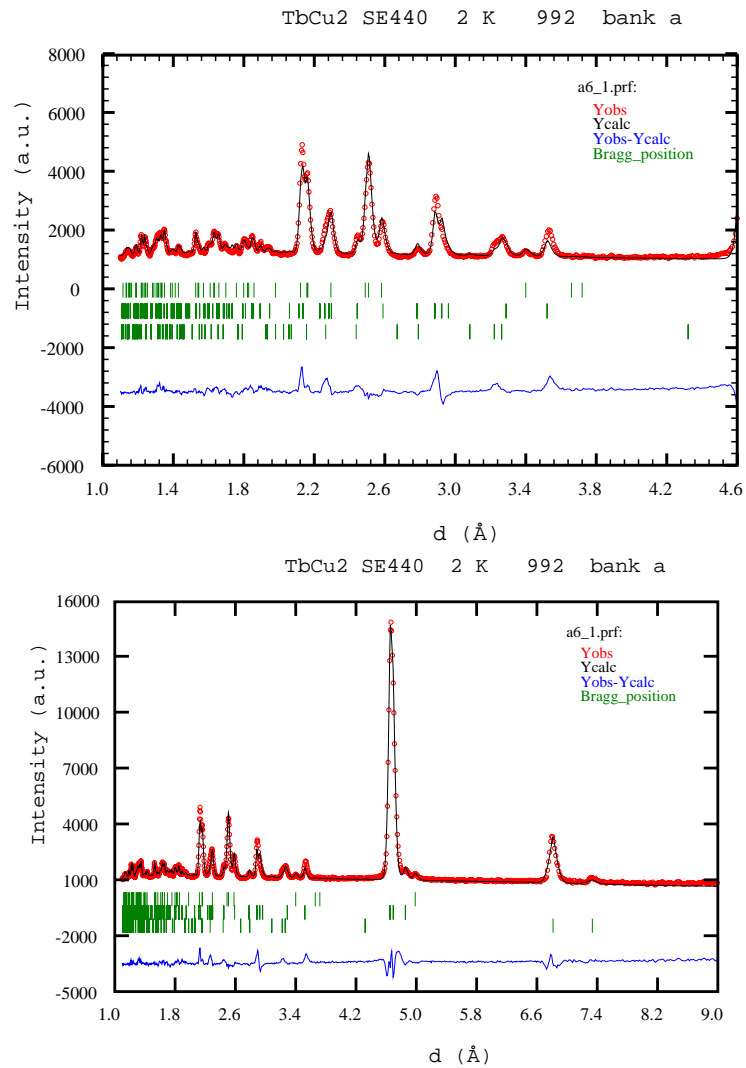 TbCu2 SE440 2 K 992 bank a
8000
6000
4000
2000
0
-2000
-4000
-6000
Intensity (a.u.)
a6_1.prf:
Yobs
Ycalc
Yobs-Ycalc
Bragg_position
1.0 1.4 1.8 2.2 2.6 3.0 3.4 3.8 4.2 4.6
d (Å)
TbCu2 SE440 2 K 992 bank a
16000
13000
10000
7000
4000
1000
-2000
-5000
Intensity (a.u.)
a6_1.prf:
Yobs
Ycalc
Yobs-Ycalc
Bragg_position
1.0 1.8 2.6 3.4 4.2 5.0 5.8 6.6 7.4 8.2 9.0
d (Å)